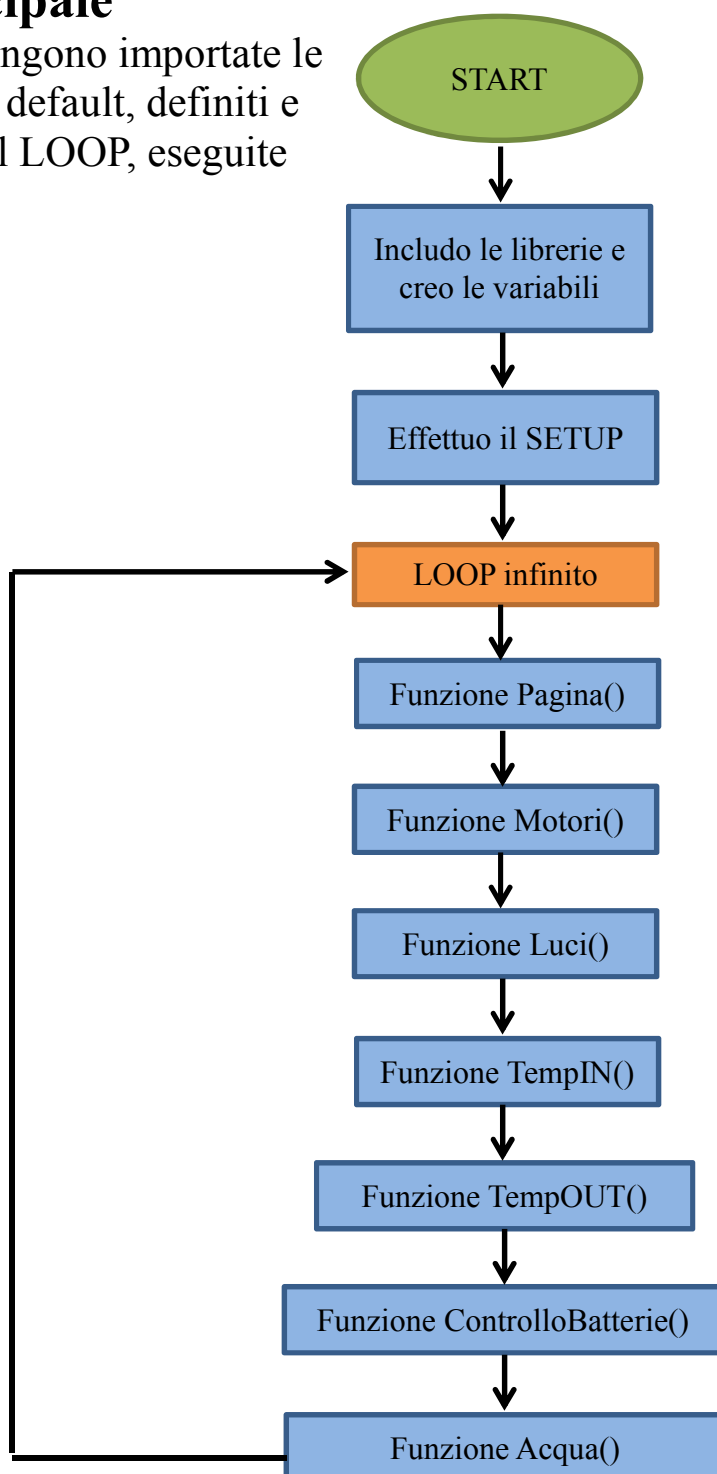 cipale
ngono importate le
default, definiti e
l LOOP, eseguite
START
Includo le librerie e
creo le variabili
Effettuo il SETUP
LOOP infinito
Funzione Pagina()
Funzione Motori()
Funzione Luci()
Funzione TempIN()
Funzione TempOUT()
Funzione ControlloBatterie()
Funzione Acqua()